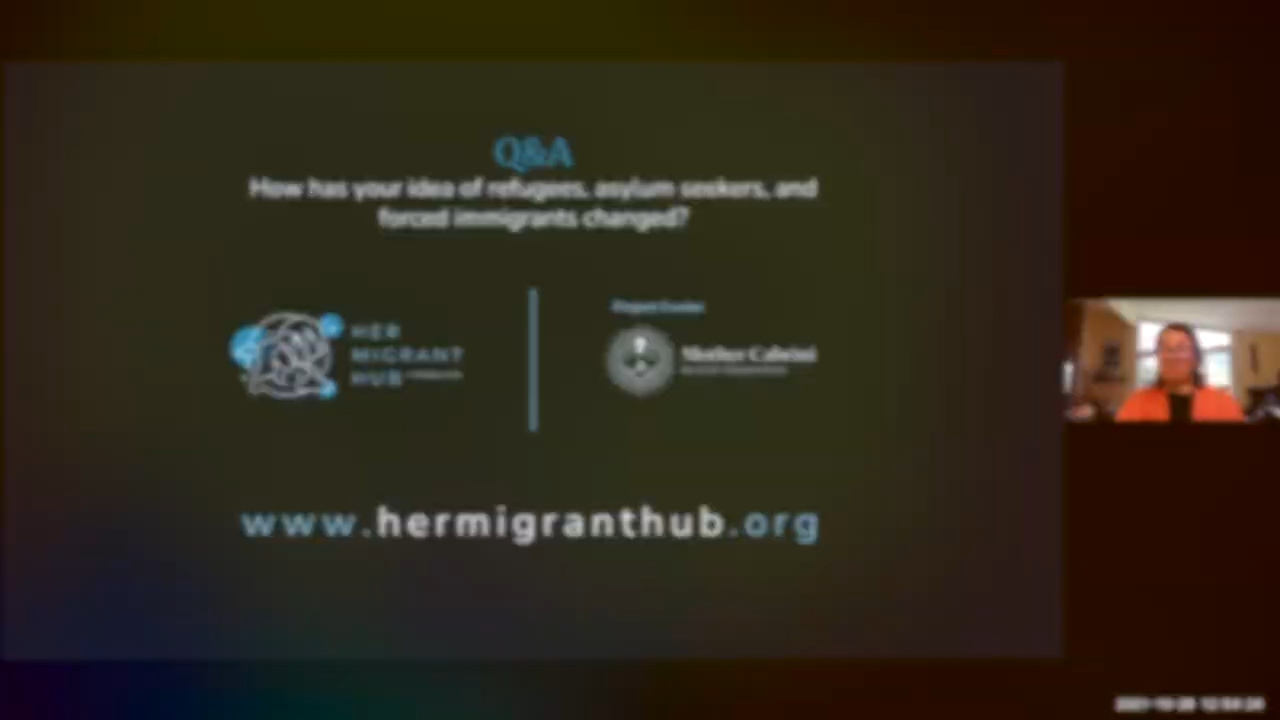 Q&A
How has your idea of refugees, asylum seekers, and
forced immigrants changed?
HER
MIGRANT
HUB
Mother Cabrini
www.hermigranthub.org